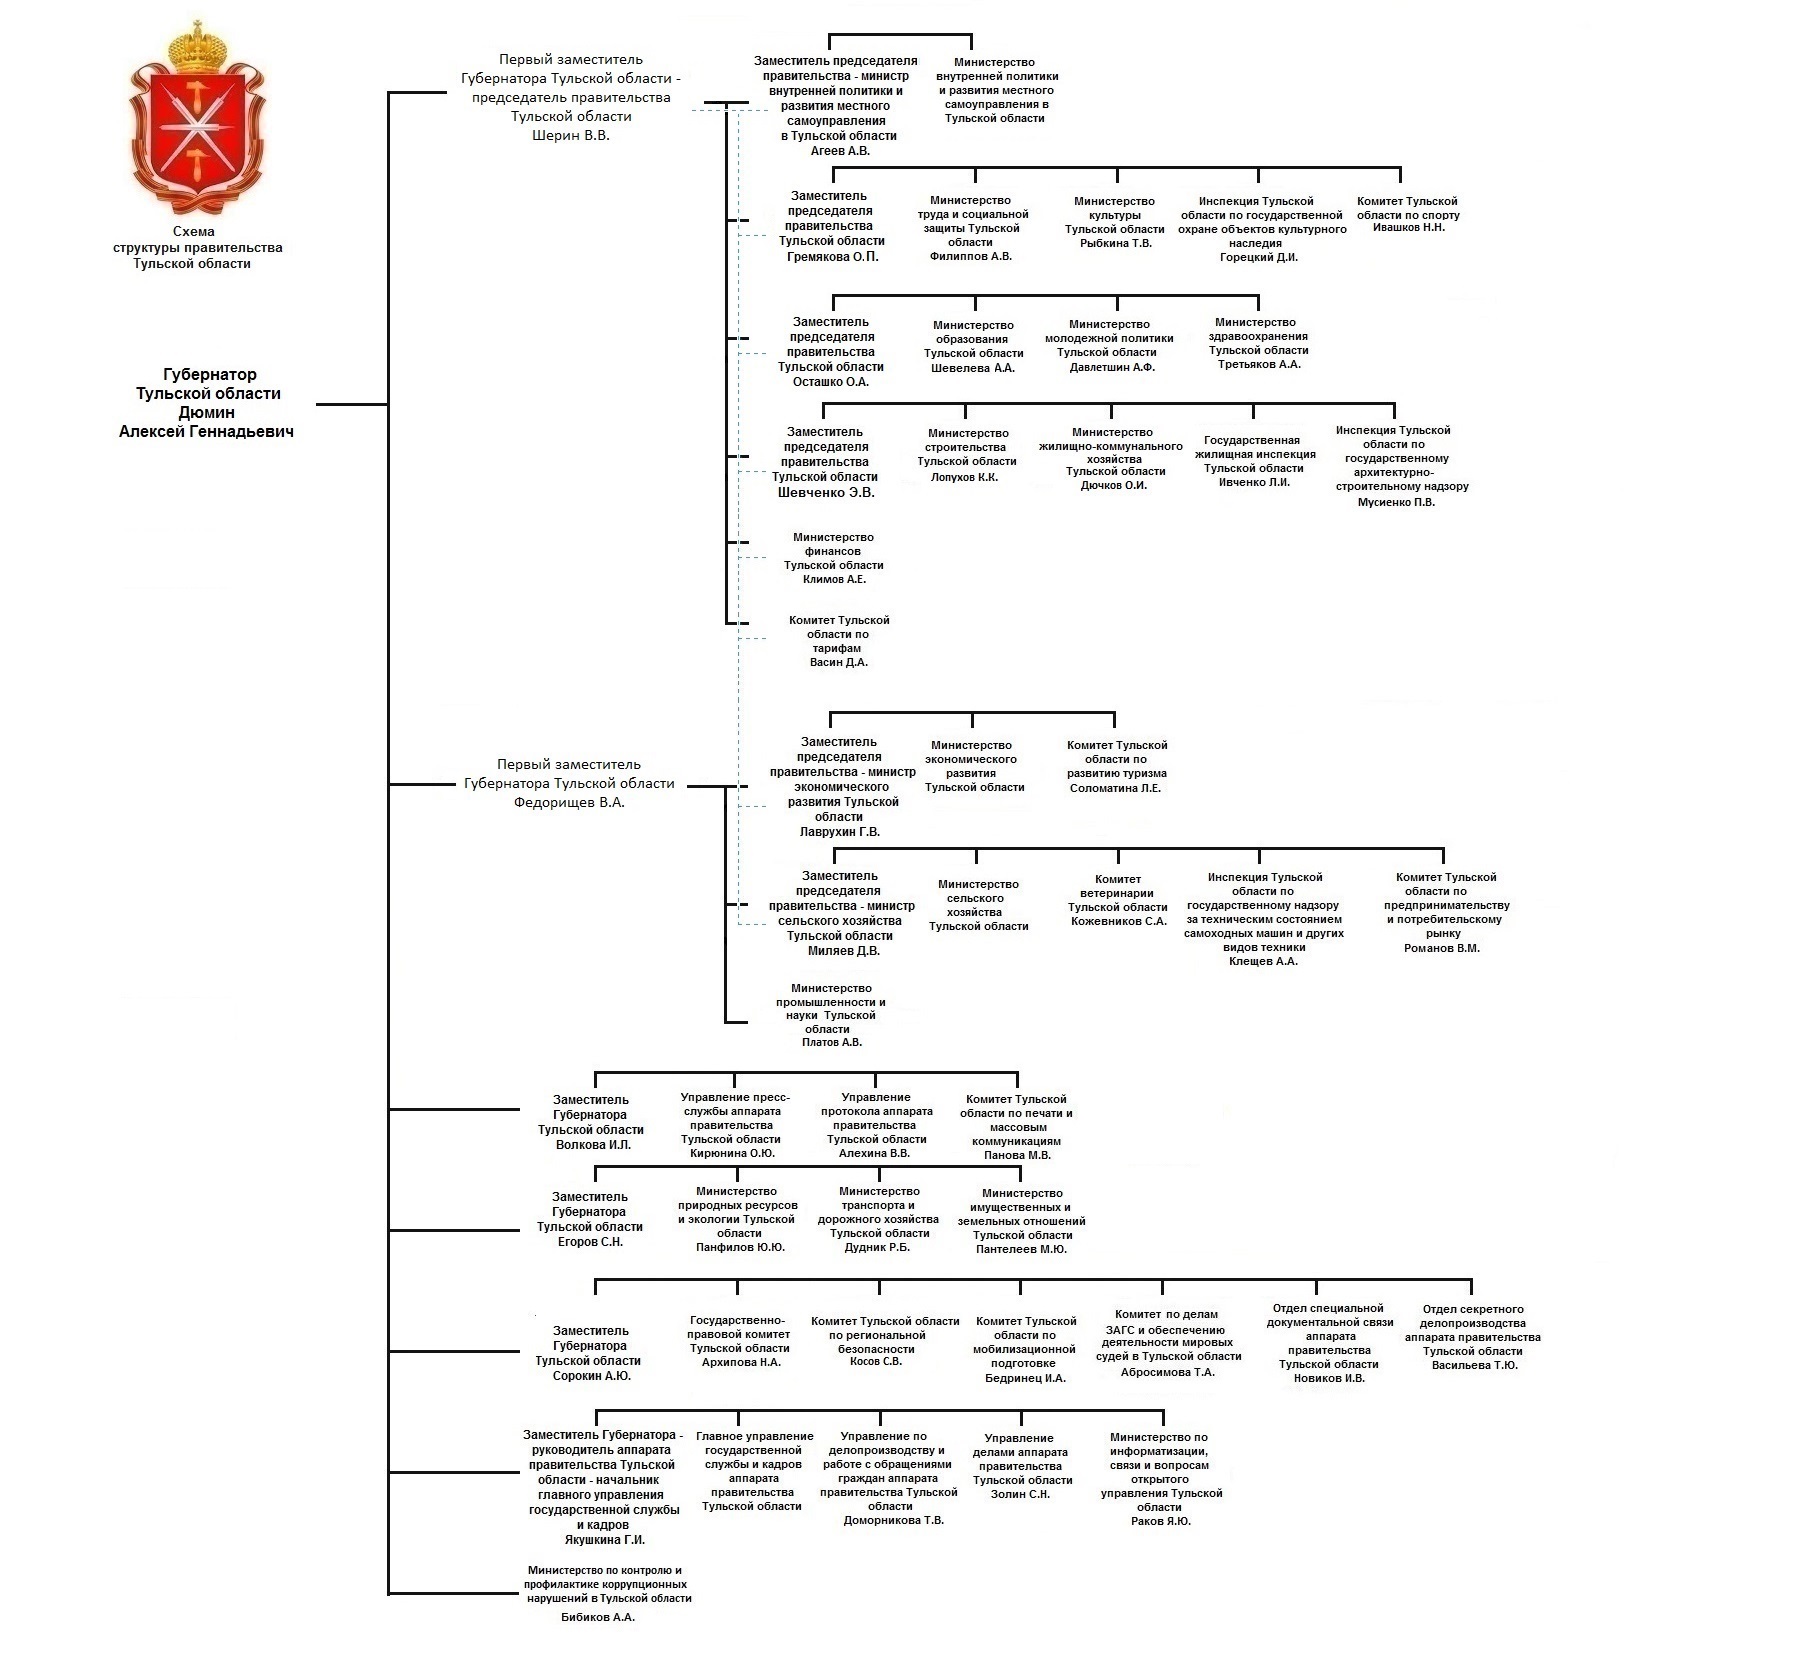 Схема
структуры правительства
Тульской области
Губернатор
Тульской области
Дюмин
Алексей Геннадьевич
Первый заместитель
Губернатора Тульской области -
председатель правительства
Тульской области
Шерин В.В.
Заместитель председателя
правительства - министр
внутренней политики и
развития местного
самоуправления
в Тульской области
Агеев А.В.
Министерство
внутренней политики
и развития местного
самоуправления в
Тульской области
Заместитель
председателя
правительства
Тульской области
Гремякова О.П.
Министерство
труда и социальной
защиты Тульской
области
Филиппов А.В.
Министерство
культуры
Тульской области
Рыбкина Т.В.
Инспекция Тульской
области по государственной
охране объектов культурного
наследия
Горецкий Д.И.
Комитет Тульской
области по спорту
Ивашков Н.Н.
Заместитель
председателя
правительства
Тульской области
Осташко О.А.
Министерство
образования
Тульской области
Шевелева А.А.
Министерство
молодежной политики
Тульской области
Давлетшин А.Ф.
Министерство
здравоохранения
Тульской области
Третьяков А.А.
Заместитель
председателя
правительства
Тульской области
Шевченко Э.В.
Министерство
строительства
Тульской области
Лопухов К.К.
Министерство
жилищно-коммунального
хозяйства
Тульской области
Дючков О.И.
Государственная
жилищная инспекция
Тульской области
Ивченко Л.И.
Инспекция Тульской
области по
государственному
архитектурно-
строительному надзору
Мусиенко П.В.
Министерство
финансов
Тульской области
Климов А.Е.
Комитет Тульской
области по
тарифам
Васин Д.А.
Первый заместитель
Губернатора Тульской области
Федорищев В.А.
Заместитель
председателя
правительства - министр
экономического
развития Тульской
области
Лаврухин Г.В.
Министерство
экономического
развития
Тульской области
Комитет Тульской
области по
развитию туризма
Соломатина Л.Е.
Заместитель
председателя
правительства - министр
сельского хозяйства
Тульской области
Миляев Д.В.
Министерство
сельского
хозяйства
Тульской области
Комитет
ветеринарии
Тульской области
Кожевников С.А.
Инспекция Тульской
области по
государственному надзору
за техническим состоянием
самоходных машин и других
видов техники
Клещев А.А.
Комитет Тульской
области по
предпринимательству
и потребительскому
рынку
Романов В.М.
Министерство
промышленности и
науки Тульской
области
Платов А.В.
Заместитель
Губернатора
Тульской области
Волкова И.Л.
Управление пресс-
службы аппарата
правительства
Тульской области
Кирюнина О.Ю.
Управление
протокола аппарата
правительства
Тульской области
Алехина В.В.
Комитет Тульской
области по печати и
массовым
коммуникациям
Панова М.В.
Заместитель
Губернатора
Тульской области
Егоров С.Н.
Министерство
природных ресурсов
и экологии Тульской
области
Панфилов Ю.Ю.
Министерство
транспорта и
дорожного хозяйства
Тульской области
Дудник Р.Б.
Министерство
имущественных и
земельных отношений
Тульской области
Пантелеев М.Ю.
Заместитель
Губернатора
Тульской области
Сорокин А.Ю.
Государственно-
правовой комитет
Тульской области
Архипова Н.А.
Комитет Тульской области
по региональной
безопасности
Косов С.В.
Комитет Тульской
области по
мобилизационной
подготовке
Бедринец И.А.
Комитет по делам
ЗАГС и обеспечению
деятельности мировых
судей в Тульской области
Абросимова Т.А.
Отдел специальной
документальной связи
аппарата
правительства
Тульской области
Новиков И.В.
Отдел секретного
делопроизводства
аппарата правительства
Тульской области
Васильева Т.Ю.
Заместитель Губернатора -
руководитель аппарата
правительства Тульской
области - начальник
главного управления
государственной службы
и кадров
Якушкина Г.И.
Главное управление
государственной
службы и кадров
аппарата
правительства
Тульской области
Управление по
делопроизводству и
работе с обращениями
граждан аппарата
правительства Тульской
области
Доморникова Т.В.
Управление
делами аппарата
правительства
Тульской области
Золин С.Н.
Министерство по
информатизации,
связи и вопросам
открытого
управления Тульской
области
Раков Я.Ю.
Министерство по контролю и
профилактике коррупционных
нарушений в Тульской области
Бибиков А.А.